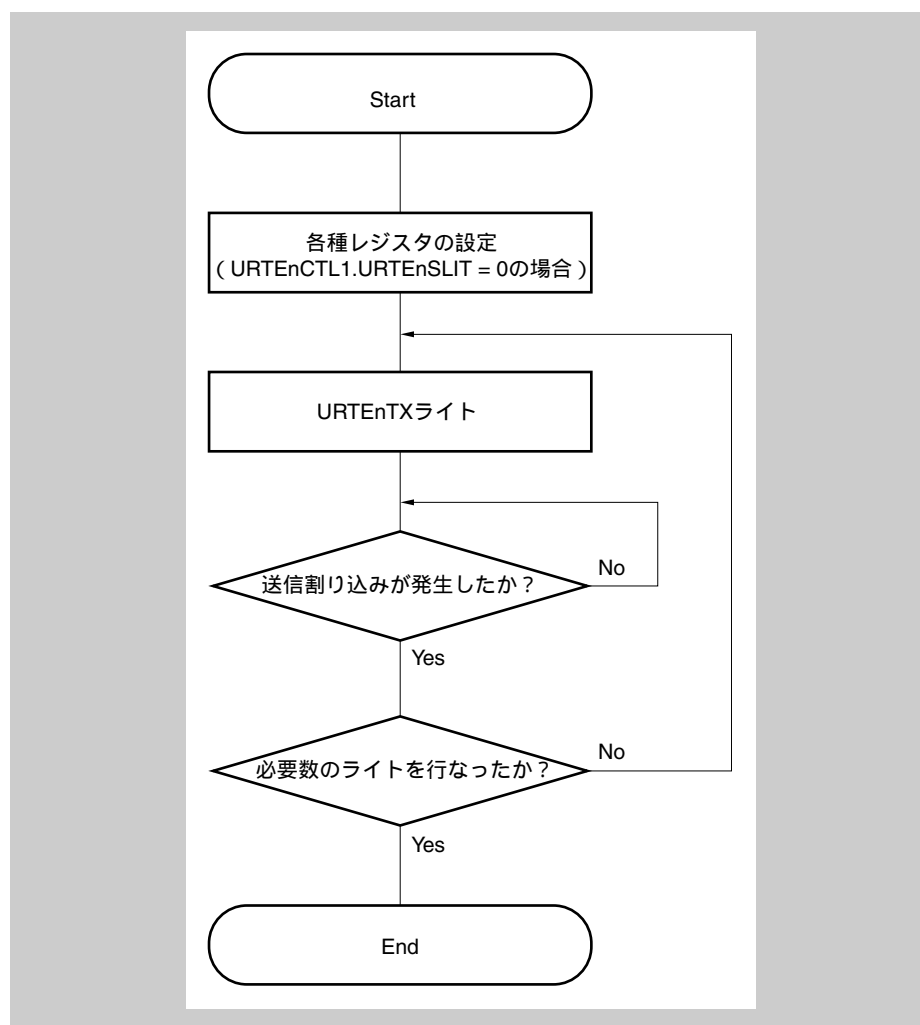 Start
各種レジスタの設定
（URTEnCTL1.URTEnSLIT = 0の場合）
URTEnTXライト
送信割り込みが発生したか？
No
Yes
必要数のライトを行なったか？
No
Yes
End